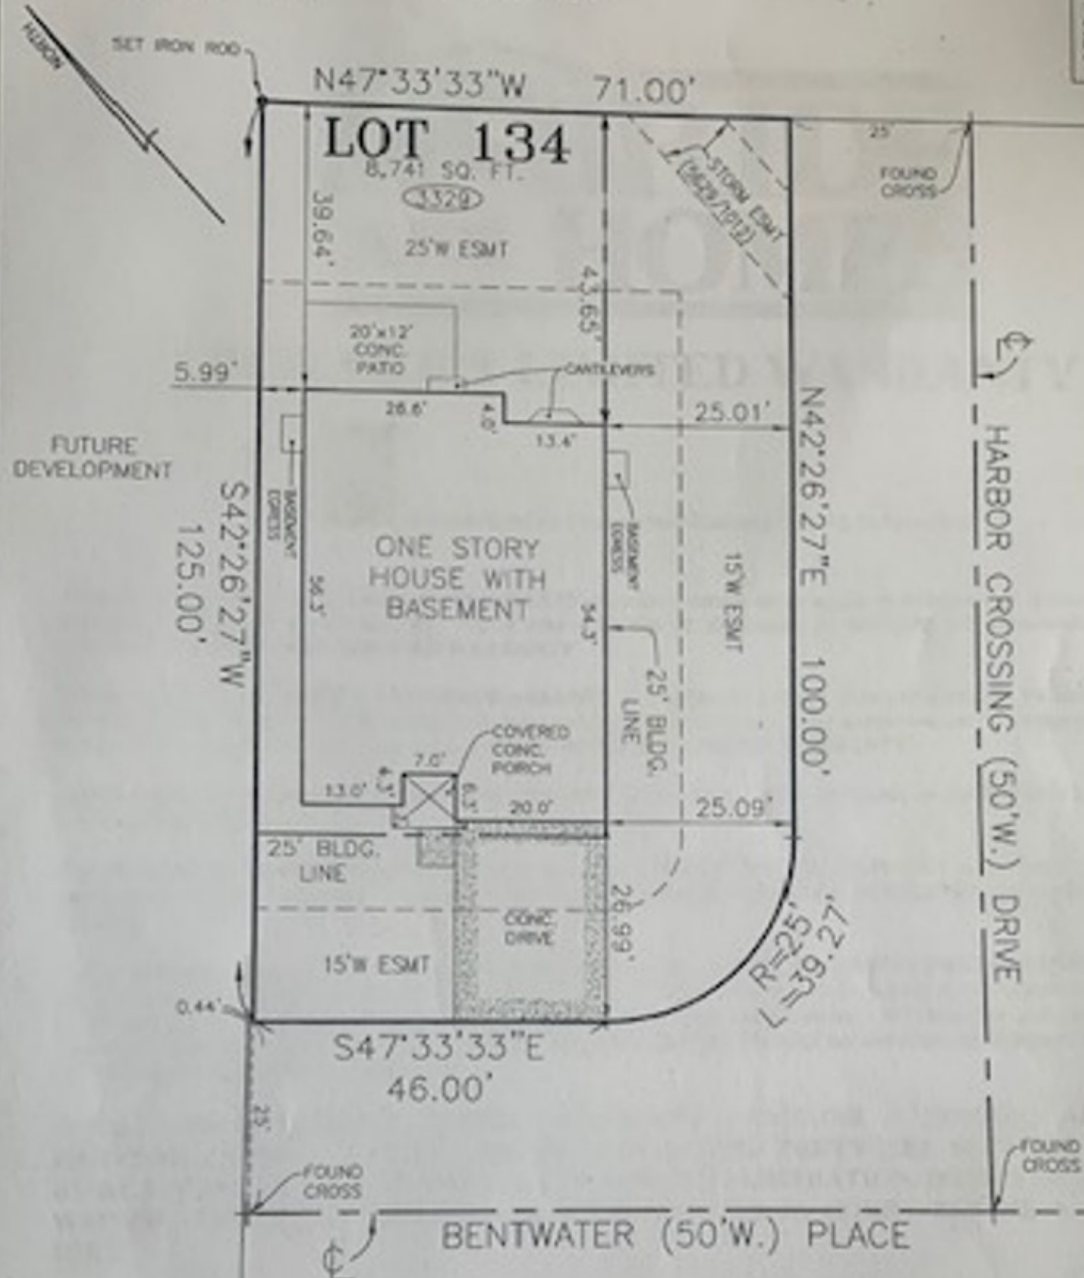 NORTH
SET IRON ROD
N47°33'33"W 71.00'
LOT 134
8,741 SQ. FT.
3329
25'W ESMT
39.64'
43.65'
STORM ESMT
(5629/1012)
25'
FOUND
CROSS
20'x12'
CONC.
PATIO
CANTILEVERS
5.99'
26.6'
4.0'
13.4'
25.01'
FUTURE
DEVELOPMENT
BASEMENT
EGRESS
BASEMENT
EGRESS
S42°26'27"W
125.00'
ONE STORY
HOUSE WITH
BASEMENT
56.3'
54.3'
15'W ESMT
N42°26'27"E 100.00'
HARBOR CROSSING (50'W.) DRIVE
25' BLDG.
LINE
COVERED
CONC.
PORCH
7.0'
4.3'
13.0'
6.3'
20.0'
25.09'
25' BLDG.
LINE
26.99'
CONC.
DRIVE
15'W ESMT
R=25'
L=39.27'
0.44'
S47°33'33"E
46.00'
25'
FOUND
CROSS
FOUND
CROSS
BENTWATER (50'W.) PLACE